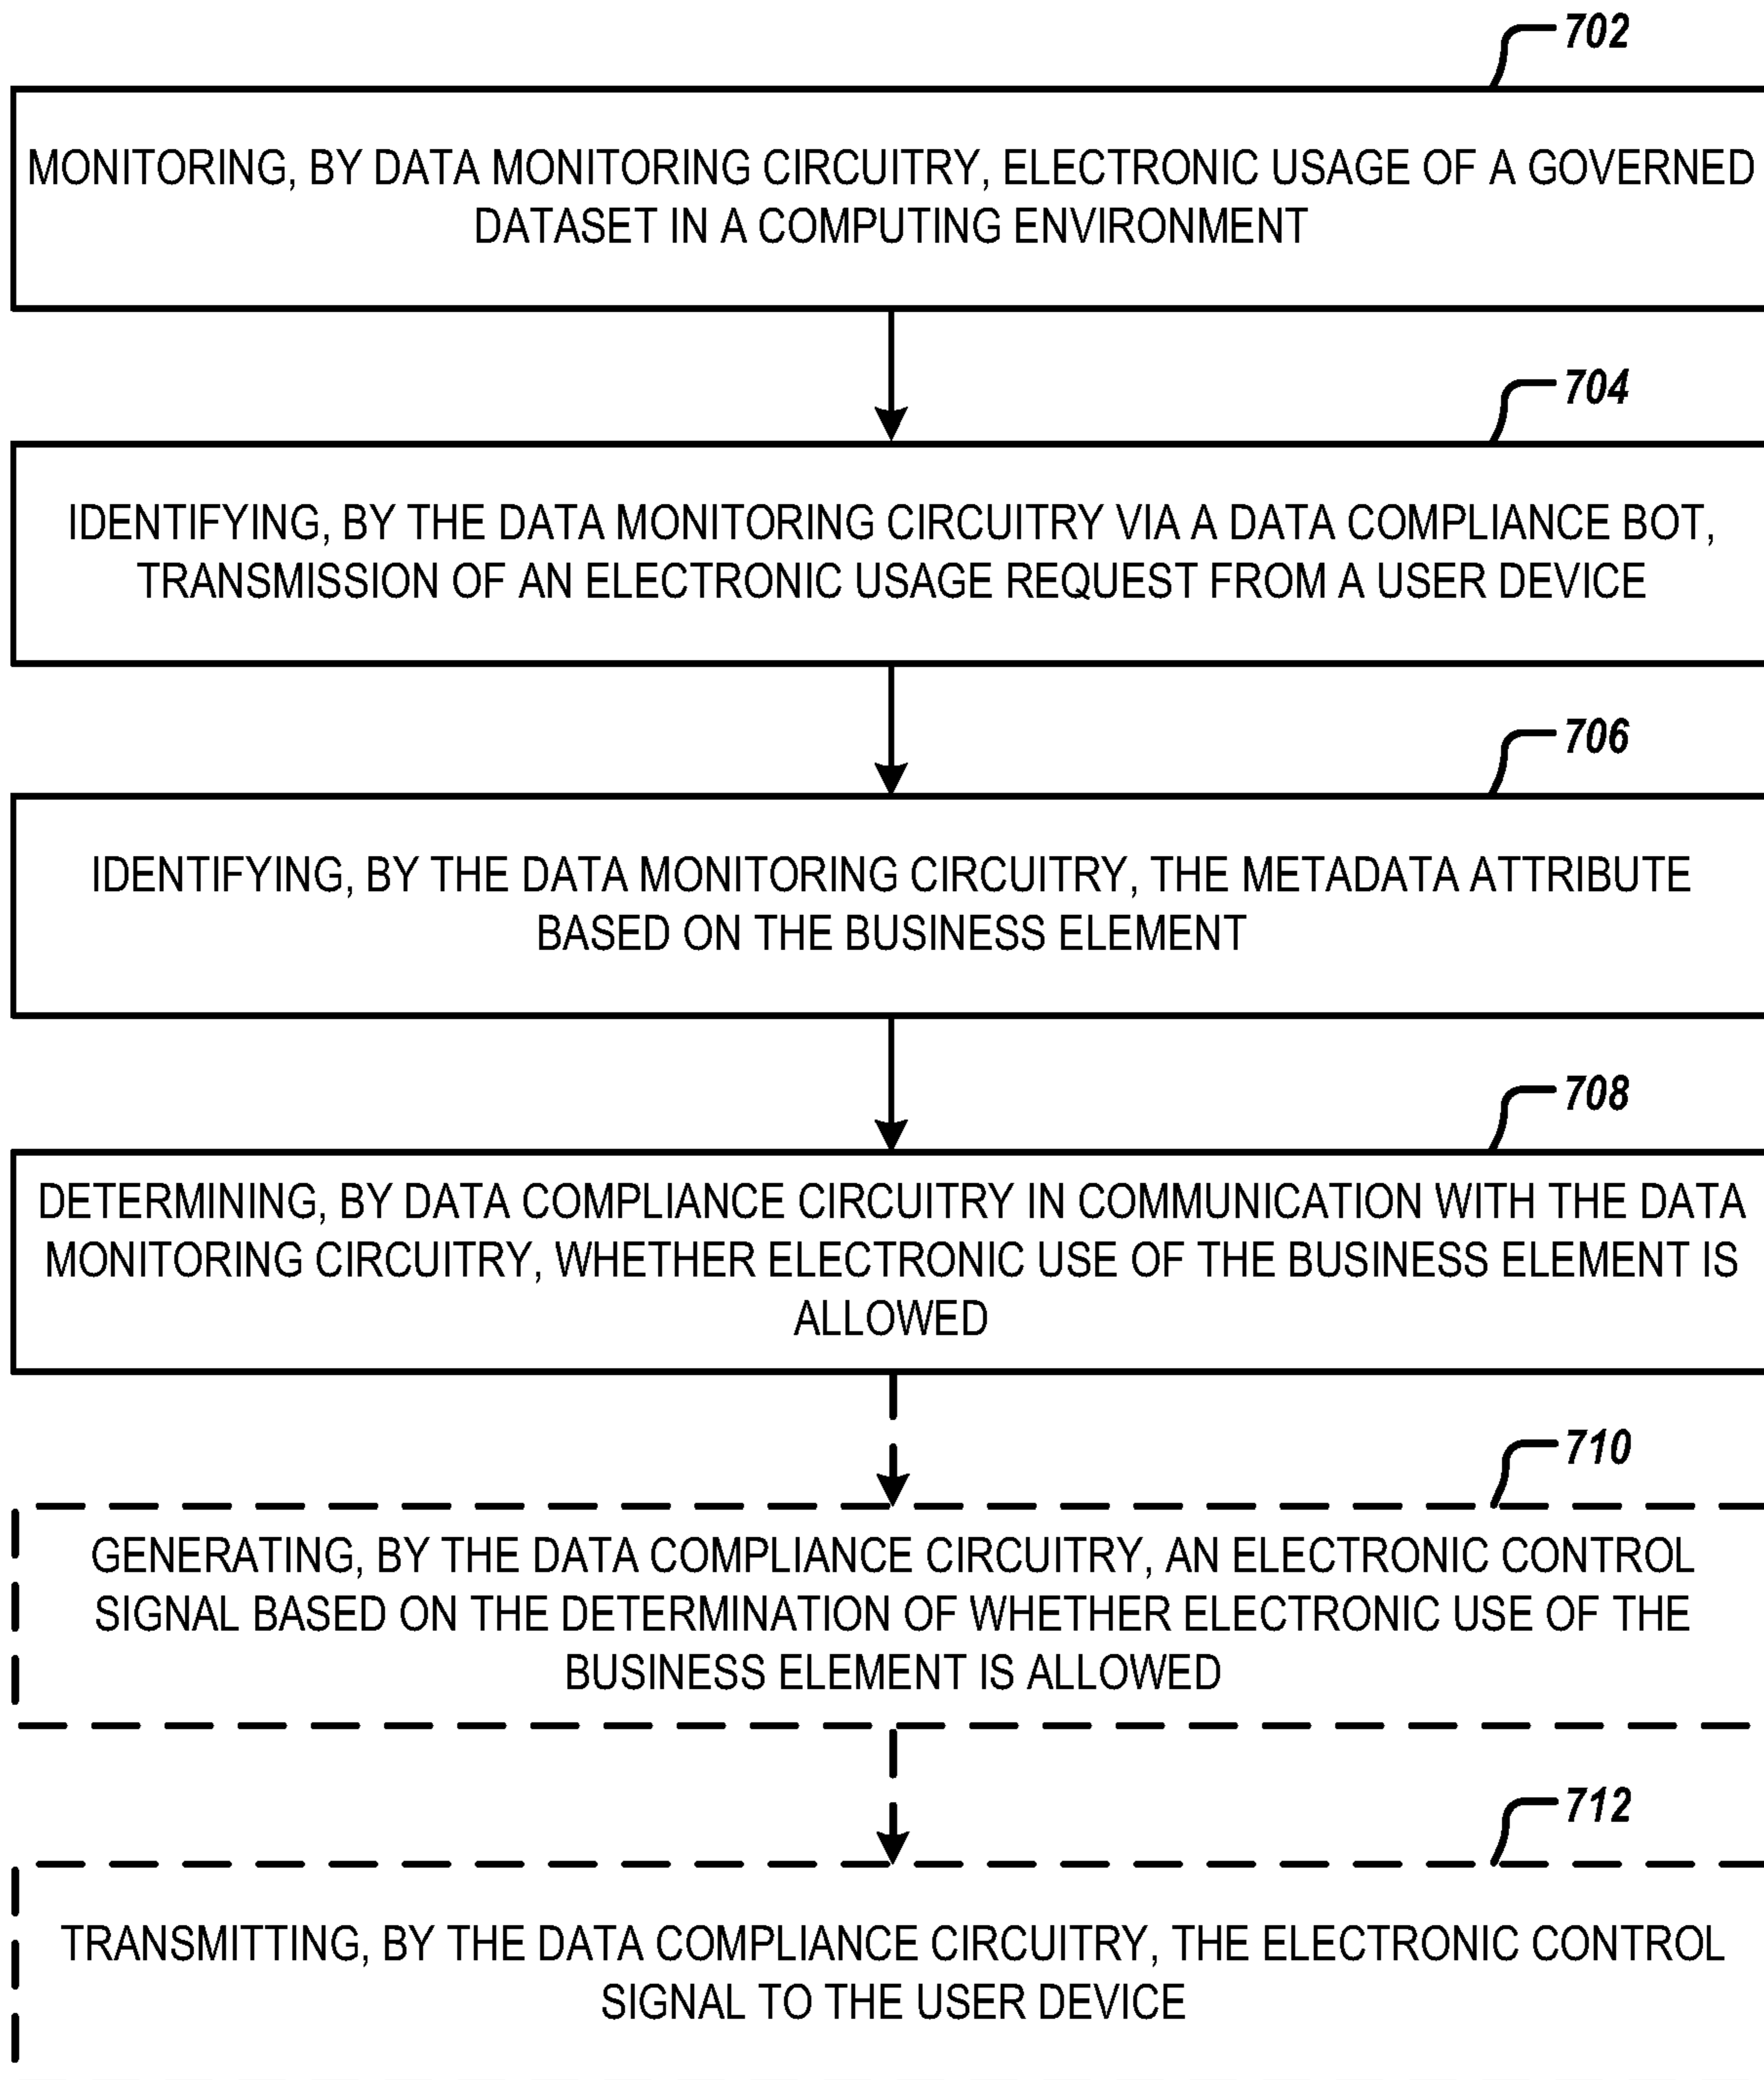 702
MONITORING, BY DATA MONITORING CIRCUITRY, ELECTRONIC USAGE OF A GOVERNED
DATASET IN A COMPUTING ENVIRONMENT
704
IDENTIFYING, BY THE DATA MONITORING CIRCUITRY VIA A DATA COMPLIANCE BOT,
TRANSMISSION OF AN ELECTRONIC USAGE REQUEST FROM A USER DEVICE
706
IDENTIFYING, BY THE DATA MONITORING CIRCUITRY, THE METADATA ATTRIBUTE
BASED ON THE BUSINESS ELEMENT
708
DETERMINING, BY DATA COMPLIANCE CIRCUITRY IN COMMUNICATION WITH THE DATA
MONITORING CIRCUITRY, WHETHER ELECTRONIC USE OF THE BUSINESS ELEMENT IS
ALLOWED
710
GENERATING, BY THE DATA COMPLIANCE CIRCUITRY, AN ELECTRONIC CONTROL
SIGNAL BASED ON THE DETERMINATION OF WHETHER ELECTRONIC USE OF THE
BUSINESS ELEMENT IS ALLOWED
712
TRANSMITTING, BY THE DATA COMPLIANCE CIRCUITRY, THE ELECTRONIC CONTROL
SIGNAL TO THE USER DEVICE